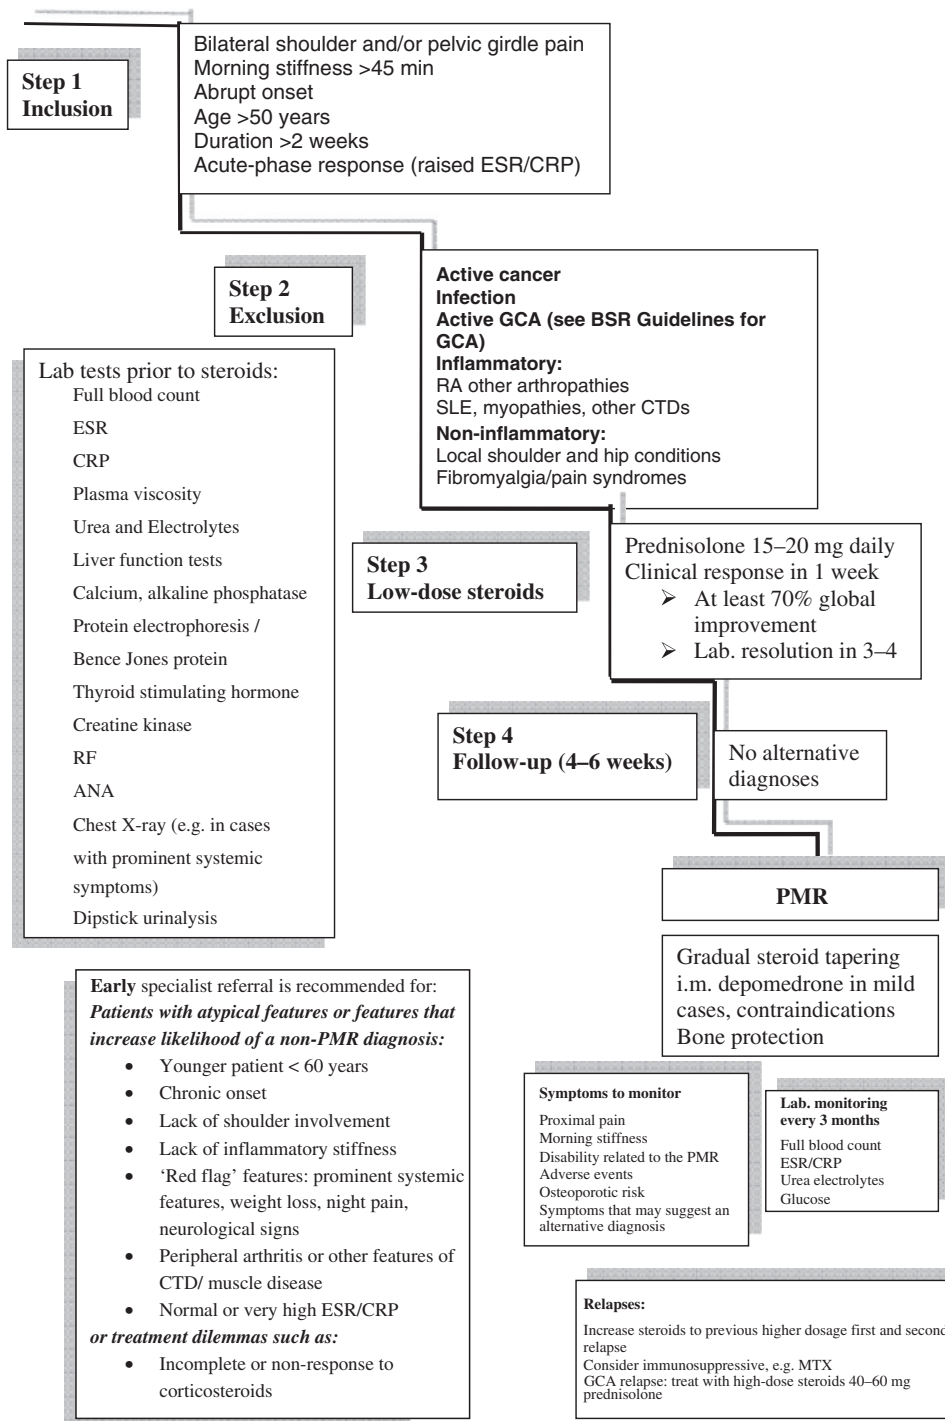 Step 1
Inclusion
Bilateral shoulder and/or pelvic girdle pain
Morning stiffness >45 min
Abrupt onset
Age >50 years
Duration >2 weeks
Acute-phase response (raised ESR/CRP)
Step 2
Exclusion
Active cancer
Infection
Active GCA (see BSR Guidelines for
GCA)
Inflammatory:
RA other arthropathies
SLE, myopathies, other CTDs
Non-inflammatory:
Local shoulder and hip conditions
Fibromyalgia/pain syndromes
Lab tests prior to steroids:
Full blood count
ESR
CRP
Plasma viscosity
Urea and Electrolytes
Liver function tests
Calcium, alkaline phosphatase
Protein electrophoresis /
Bence Jones protein
Thyroid stimulating hormone
Creatine kinase
RF
ANA
Chest X-ray (e.g. in cases
with prominent systemic
symptoms)
Dipstick urinalysis
Step 3
Low-dose steroids
Prednisolone 15–20 mg daily
Clinical response in 1 week
➢ At least 70% global
improvement
➢ Lab. resolution in 3–4
Step 4
Follow-up (4–6 weeks)
No alternative
diagnoses
PMR
Gradual steroid tapering
i.m. depomedrone in mild
cases, contraindications
Bone protection
Early specialist referral is recommended for:
Patients with atypical features or features that
increase likelihood of a non-PMR diagnosis:
• Younger patient < 60 years
• Chronic onset
• Lack of shoulder involvement
• Lack of inflammatory stiffness
• ‘Red flag’ features: prominent systemic
features, weight loss, night pain,
neurological signs
• Peripheral arthritis or other features of
CTD/ muscle disease
• Normal or very high ESR/CRP
or treatment dilemmas such as:
• Incomplete or non-response to
corticosteroids
Symptoms to monitor
Proximal pain
Morning stiffness
Disability related to the PMR
Adverse events
Osteoporotic risk
Symptoms that may suggest an
alternative diagnosis
Lab. monitoring
every 3 months
Full blood count
ESR/CRP
Urea electrolytes
Glucose
Relapses:
Increase steroids to previous higher dosage first and second
relapse
Consider immunosuppressive, e.g. MTX
GCA relapse: treat with high-dose steroids 40–60 mg
prednisolone